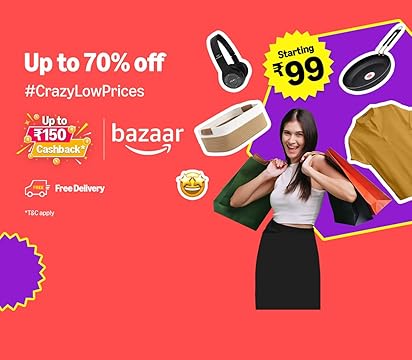 Up to 70% off
#CrazyLowPrices
Up to
₹150
Cashback*
bazaar
FREE
Free Delivery
*T&C apply
Starting
₹99